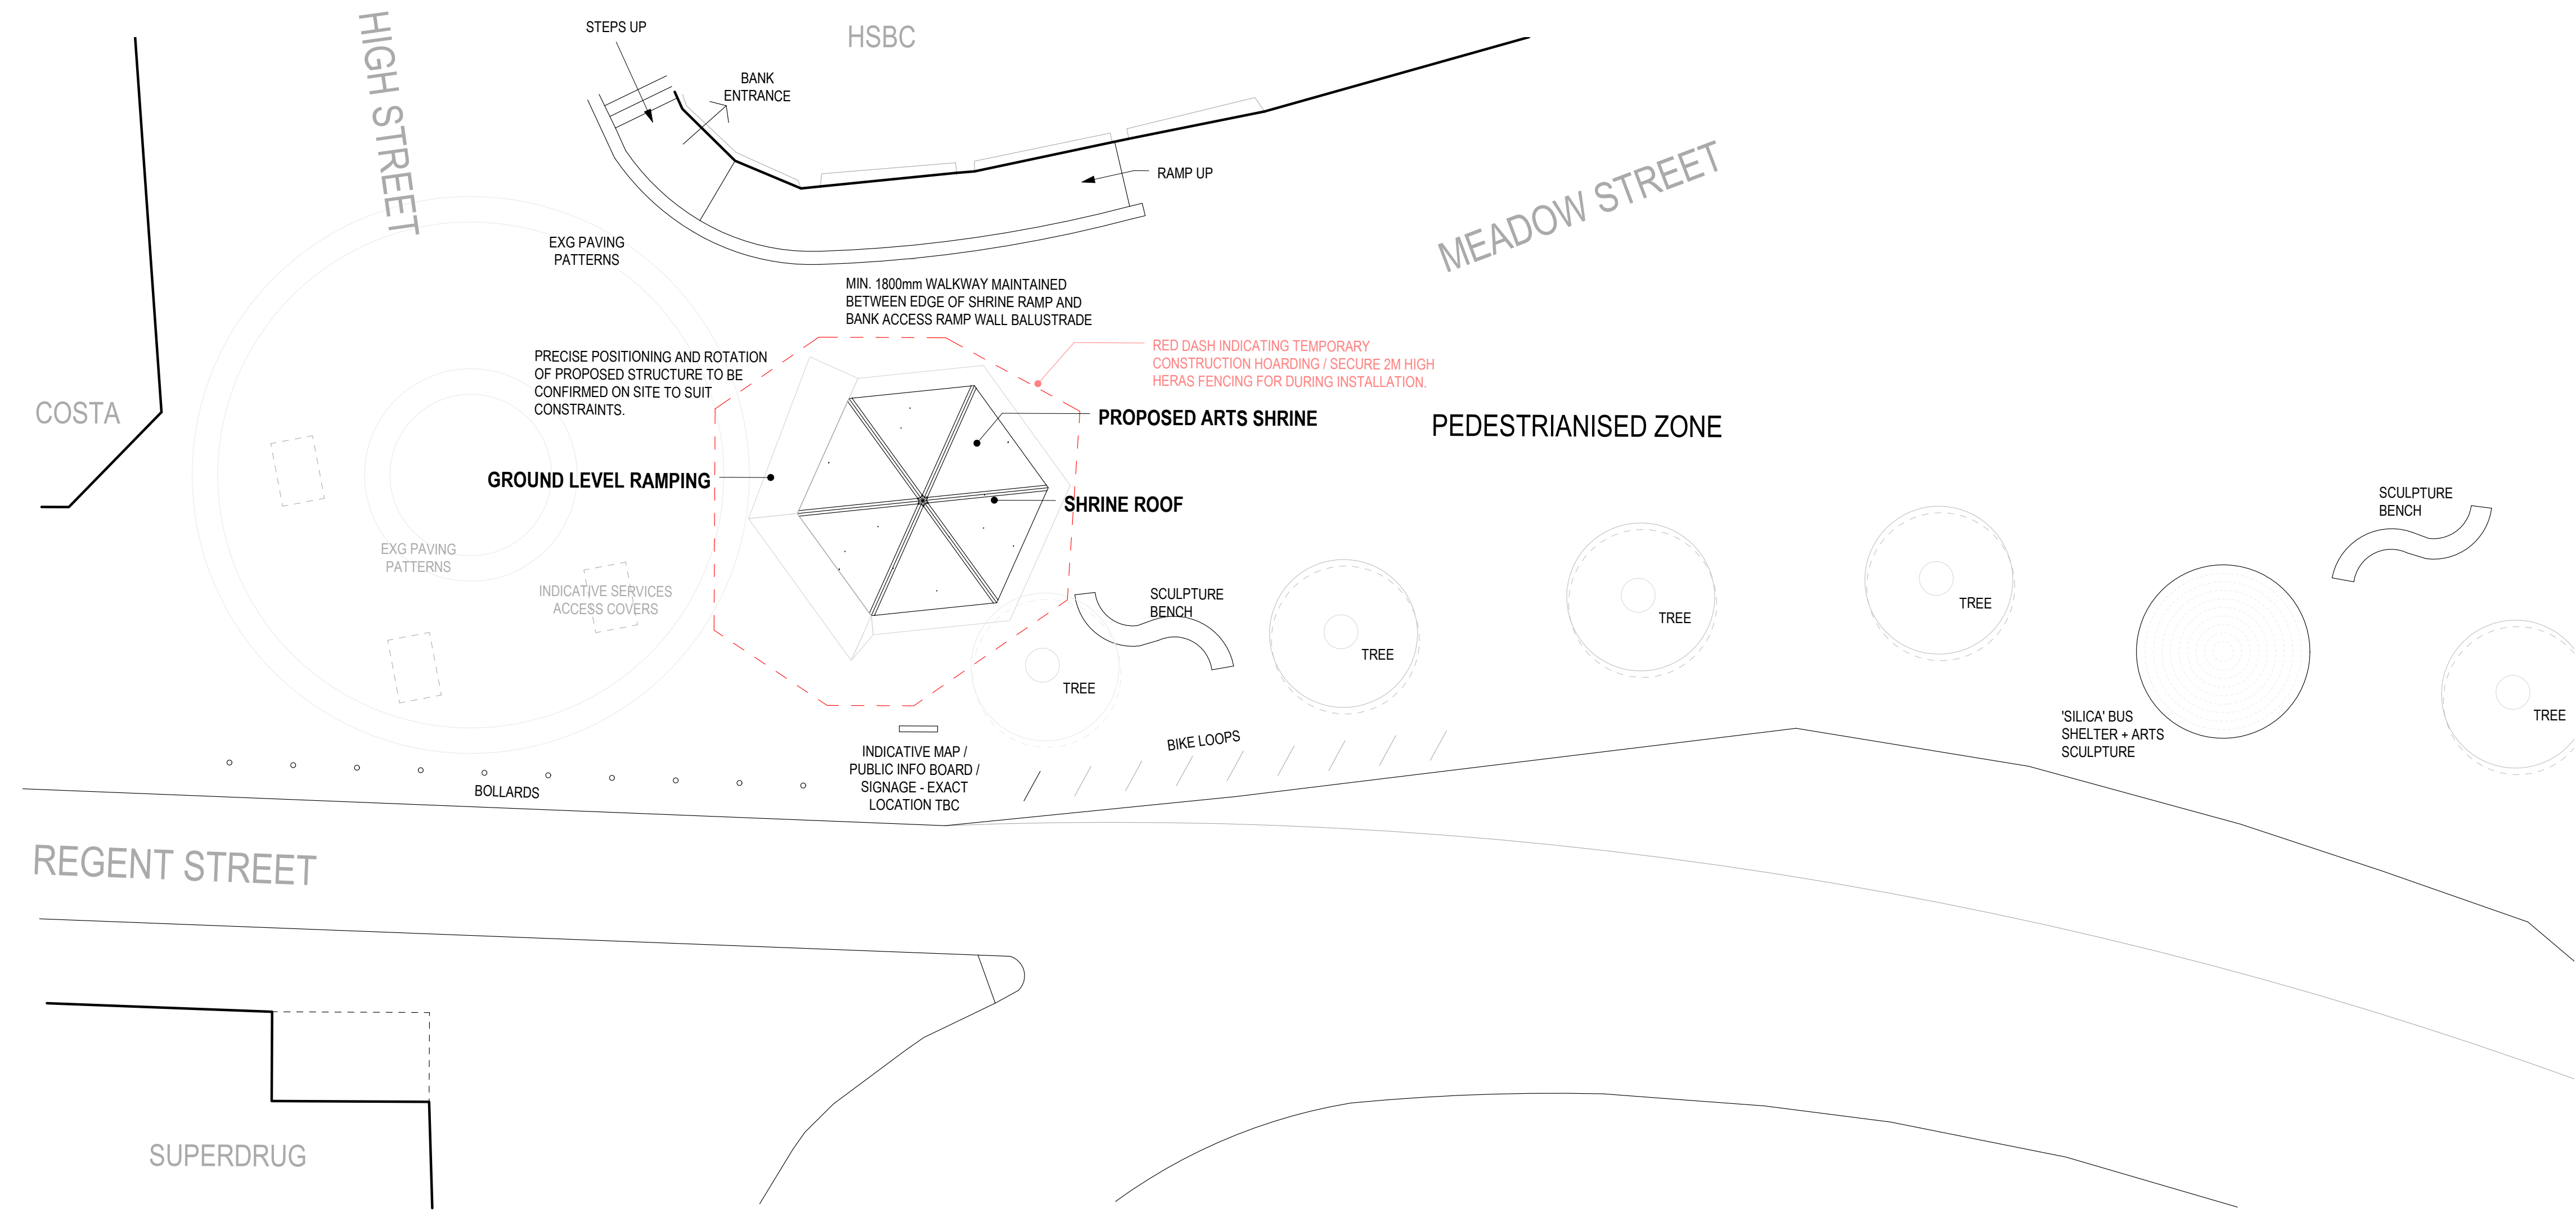 HIGH STREET
STEPS UP
HSBC
BANK
ENTRANCE
RAMP UP
MEADOW STREET
EXG PAVING
PATTERNS
MIN. 1800mm WALKWAY MAINTAINED
BETWEEN EDGE OF SHRINE RAMP AND
BANK ACCESS RAMP WALL BALUSTRADE
PRECISE POSITIONING AND ROTATION
OF PROPOSED STRUCTURE TO BE
CONFIRMED ON SITE TO SUIT
CONSTRAINTS.
RED DASH INDICATING TEMPORARY
CONSTRUCTION HOARDING / SECURE 2M HIGH
HERAS FENCING FOR DURING INSTALLATION.
COSTA
PROPOSED ARTS SHRINE
PEDESTRIANISED ZONE
GROUND LEVEL RAMPING
SHRINE ROOF
SCULPTURE
BENCH
EXG PAVING
PATTERNS
INDICATIVE SERVICES
ACCESS COVERS
SCULPTURE
BENCH
TREE
TREE
TREE
TREE
TREE
'SILICA' BUS
SHELTER + ARTS
SCULPTURE
BIKE LOOPS
INDICATIVE MAP /
PUBLIC INFO BOARD /
SIGNAGE - EXACT
LOCATION TBC
BOLLARDS
REGENT STREET
SUPERDRUG